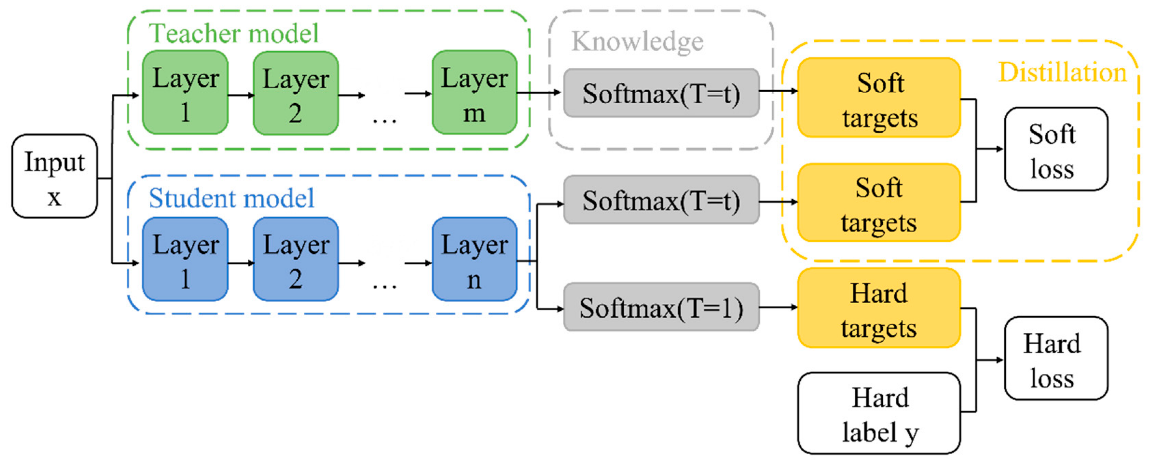 Teacher model
Knowledge
Distillation
Layer
1
Layer
2
...
Layer
m
Softmax(T=t)
Soft
targets
Input
x
Soft
loss
Student model
Layer
1
Layer
2
...
Layer
n
Softmax(T=t)
Soft
targets
Softmax(T=1)
Hard
targets
Hard
loss
Hard
label y